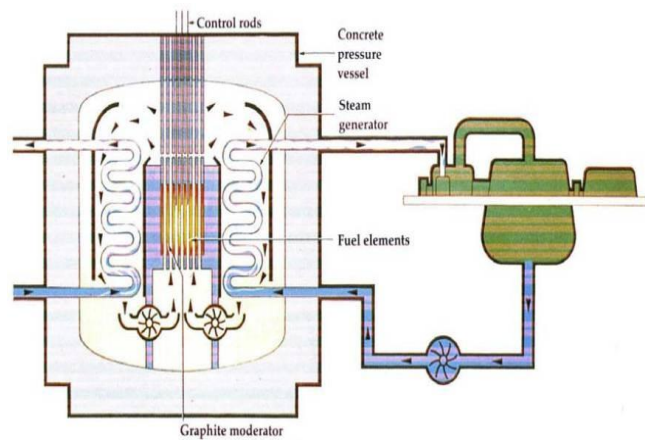 Control rods
Concrete
pressure
vessel
Steam
generator
Fuel elements
Graphite moderator